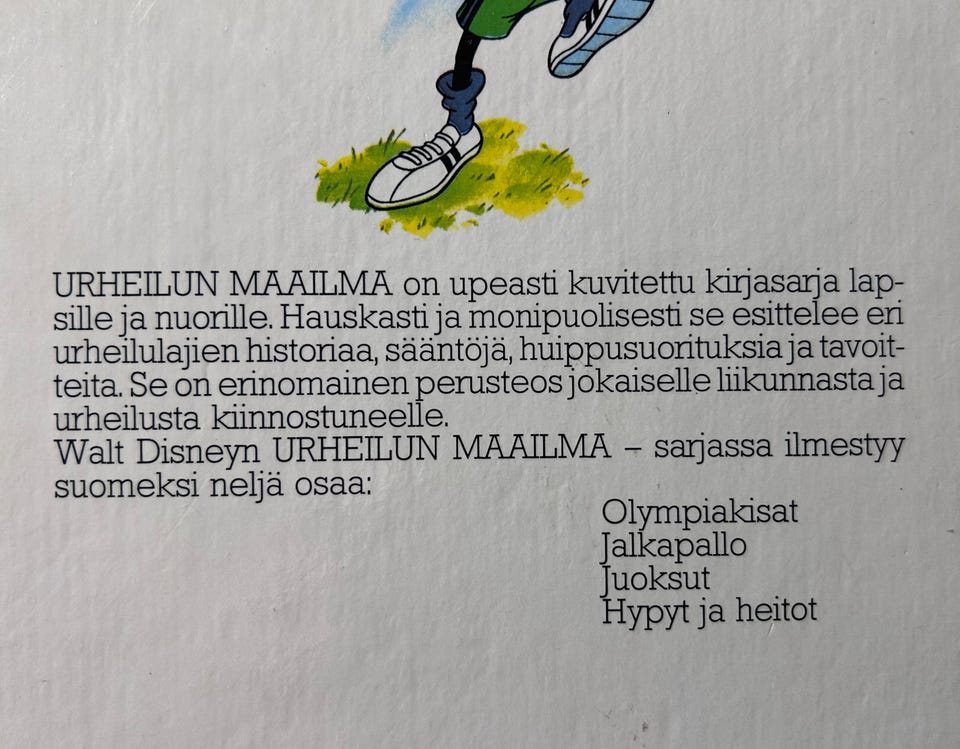 URHEILUN MAAILMA on upeasti kuvitettu kirjasarja lap-
sille ja nuorille. Hauskasti ja monipuolisesti se esittelee eri
urheilulajien historiaa, sääntöjä, huippusuorituksia ja tavoit-
teita. Se on erinomainen perusteos jokaiselle liikunnasta ja
urheilusta kiinnostuneelle.
Walt Disneyn URHEILUN MAAILMA – sarjassa ilmestyy
suomeksi neljä osaa:
Olympiakisat
Jalkapallo
Juoksut
Hypyt ja heitot